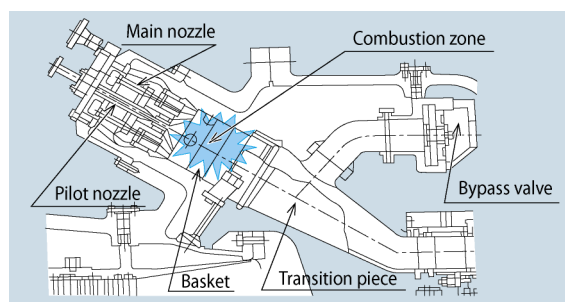 Main nozzle
Combustion zone
Pilot nozzle
Bypass valve
Basket
Transition piece